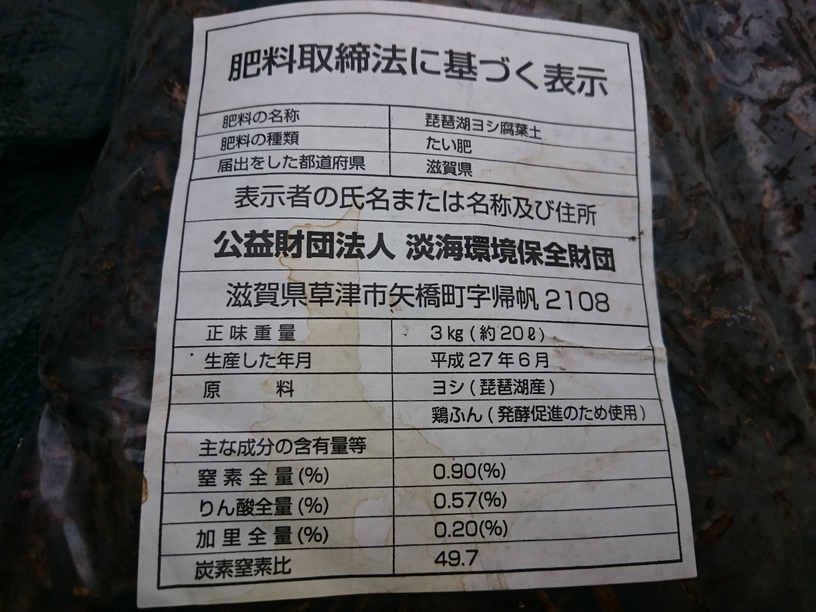 肥料取締法に基づく表示
肥料の名称 琵琶湖ヨシ腐葉土
肥料の種類 たい肥
届出をした都道府県 滋賀県
表示者の氏名または名称及び住所
公益財団法人 淡海環境保全財団
滋賀県草津市矢橋町字帰帆 2108
正味重量 3kg (約20ℓ)
生産した年月 平成27年6月
原 料 ヨシ (琵琶湖産)
鶏ふん (発酵促進のため使用)
主な成分の含有量等
窒素全量(%) 0.90(%)
りん酸全量(%) 0.57(%)
加里全量(%) 0.20(%)
炭素窒素比 49.7